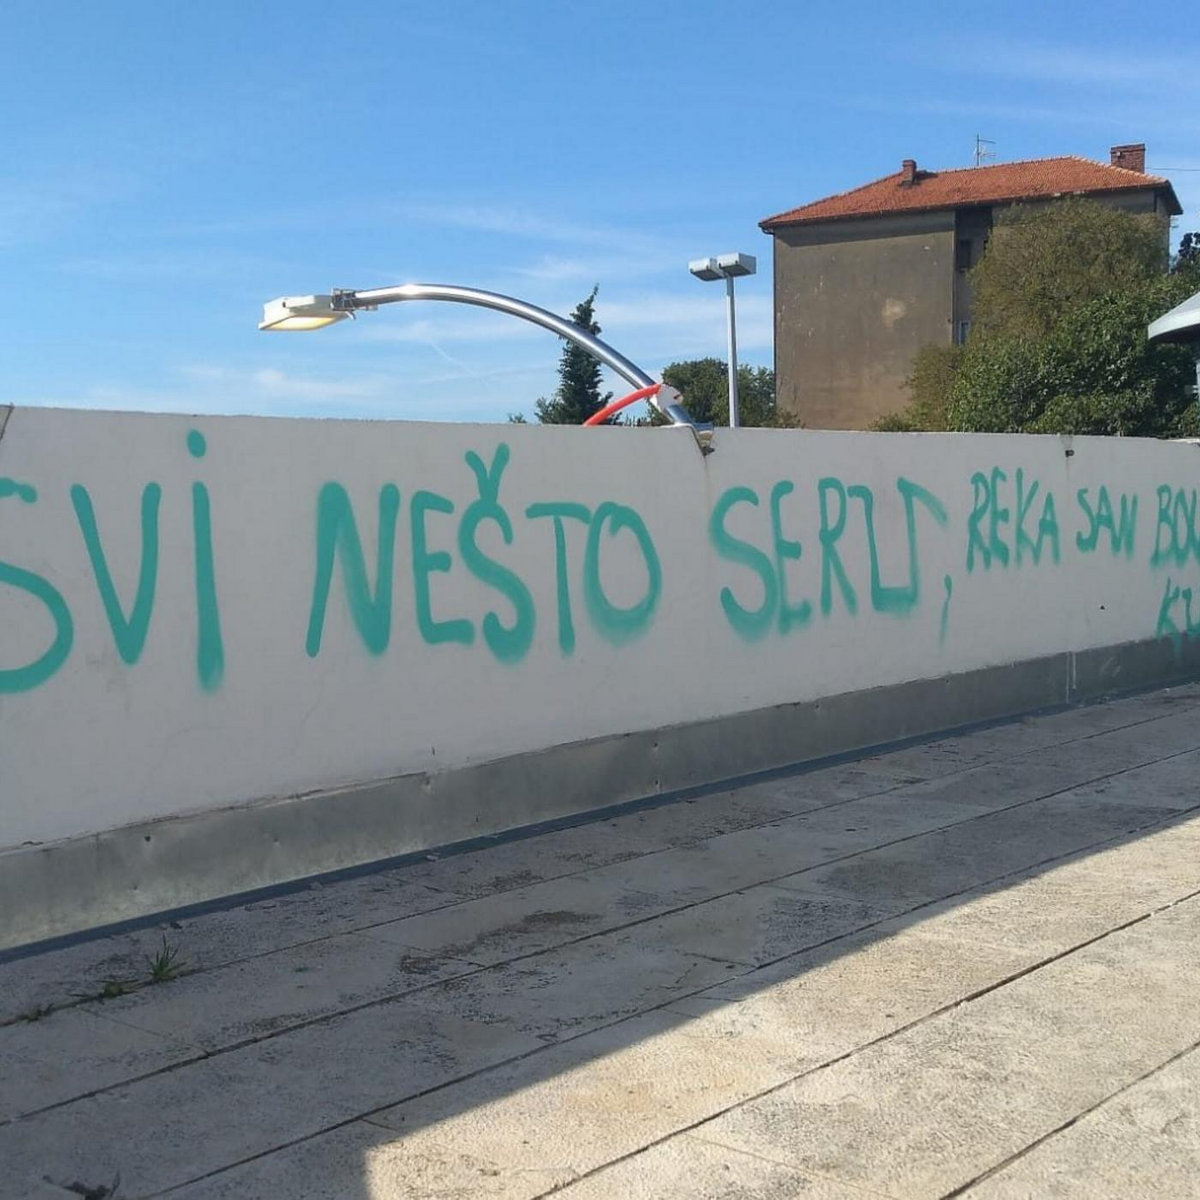 SVI NEŠTO SERU, REKA SAN